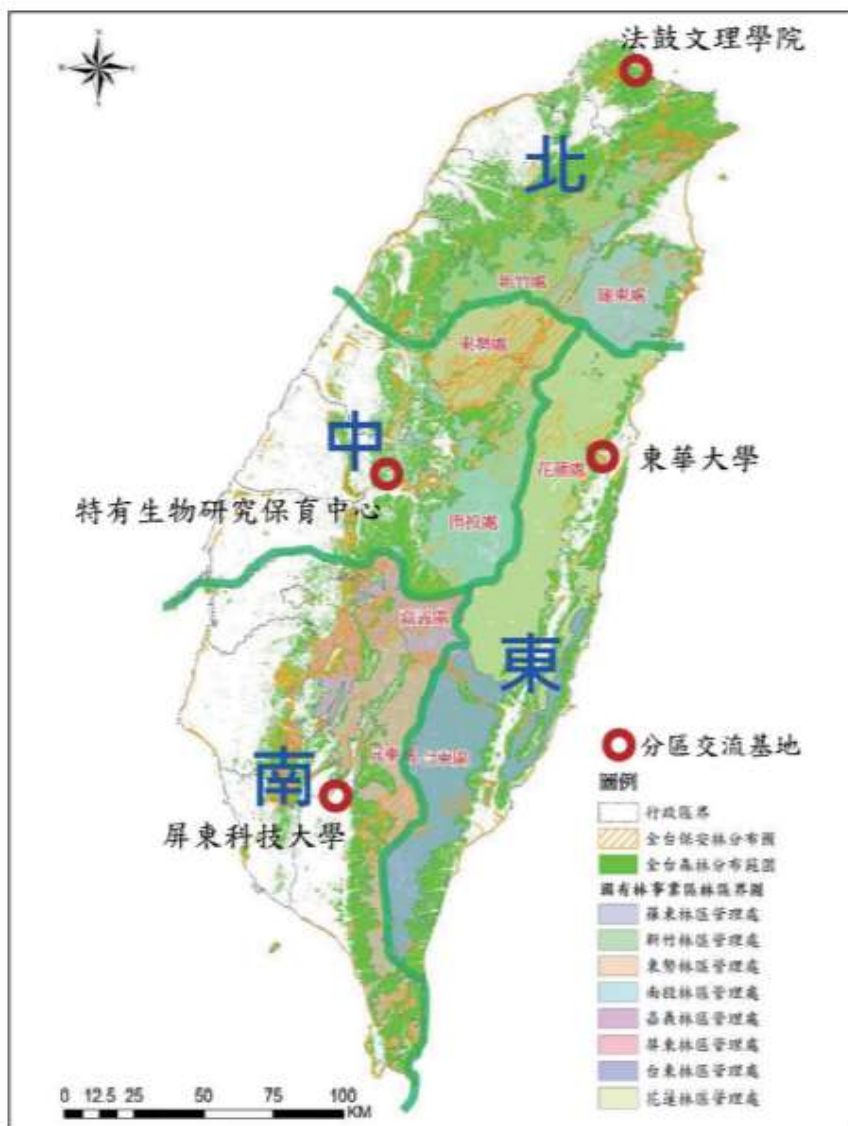 法鼓文理學院
北
新竹處
羅東處
東勢處
中
花蓮處
東華大學
特有生物研究保育中心
南投處
嘉義處
東
屏東處
台東處
南
屏東科技大學
分區交流基地
圖例
行政區界
全台保安林分布圖
全台森林分布範圍
國有林事業區林區界圖
羅東林區管理處
新竹林區管理處
東勢林區管理處
南投林區管理處
嘉義林區管理處
屏東林區管理處
台東林區管理處
花蓮林區管理處
0 12.5 25 50 75 100
KM